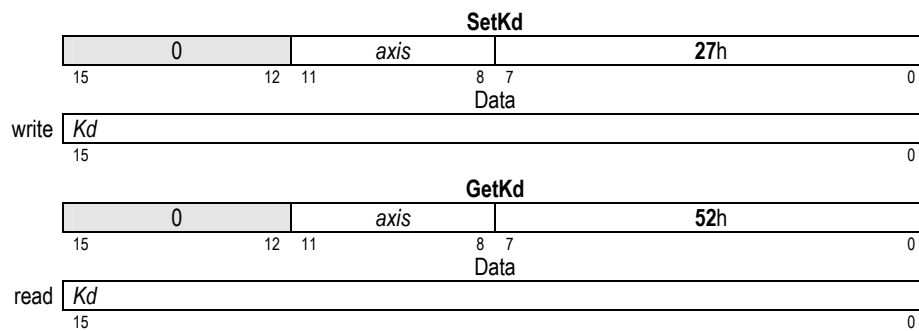 SetKd
0 axis 27h
15 12 11 8 7 0
Data
write Kd
15 0
GetKd
0 axis 52h
15 12 11 8 7 0
Data
read Kd
15 0